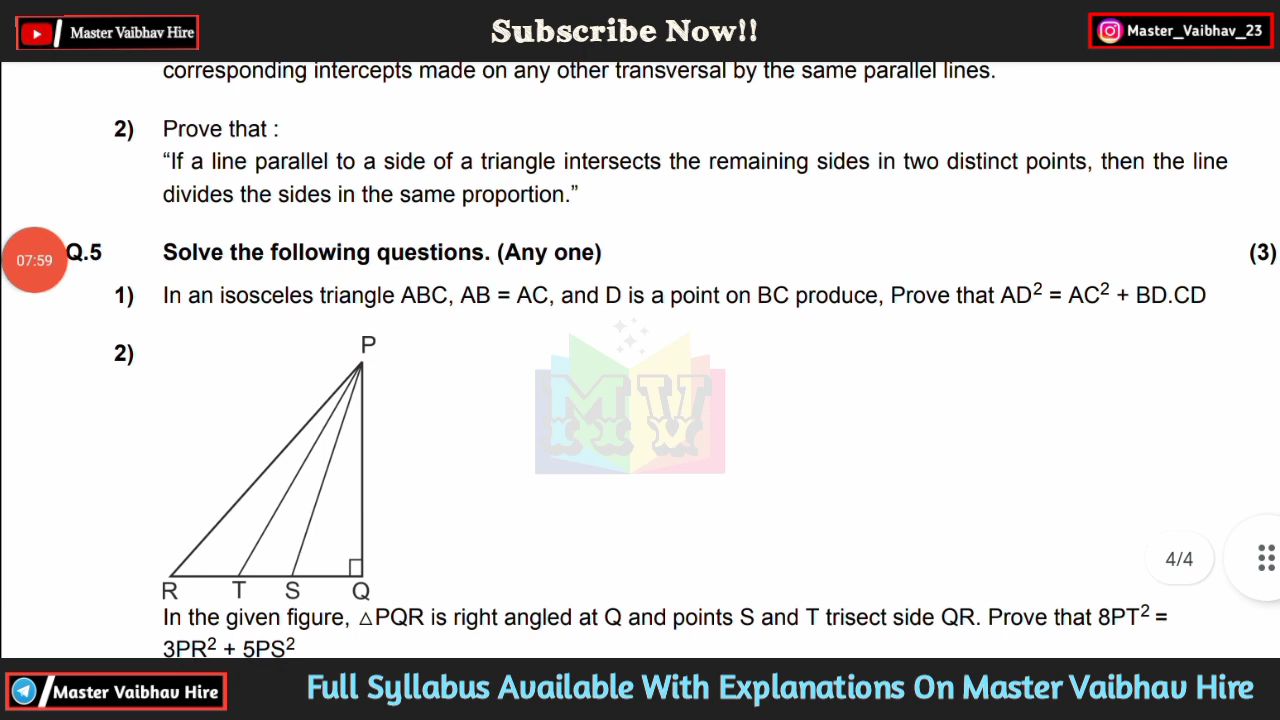 Master Vaibhav Hire
Subscribe Now!!
Master_Vaibhav_23
corresponding intercepts made on any other transversal by the same parallel lines.
2) Prove that :
“If a line parallel to a side of a triangle intersects the remaining sides in two distinct points, then the line
divides the sides in the same proportion.”
07:59
Q.5 Solve the following questions. (Any one) (3)
1) In an isosceles triangle ABC, AB = AC, and D is a point on BC produce, Prove that AD² = AC² + BD.CD
2)
P
MV
R T S Q
4/4
In the given figure, △PQR is right angled at Q and points S and T trisect side QR. Prove that 8PT² =
3PR² + 5PS²
Master Vaibhav Hire
Full Syllabus Available With Explanations On Master Vaibhav Hire